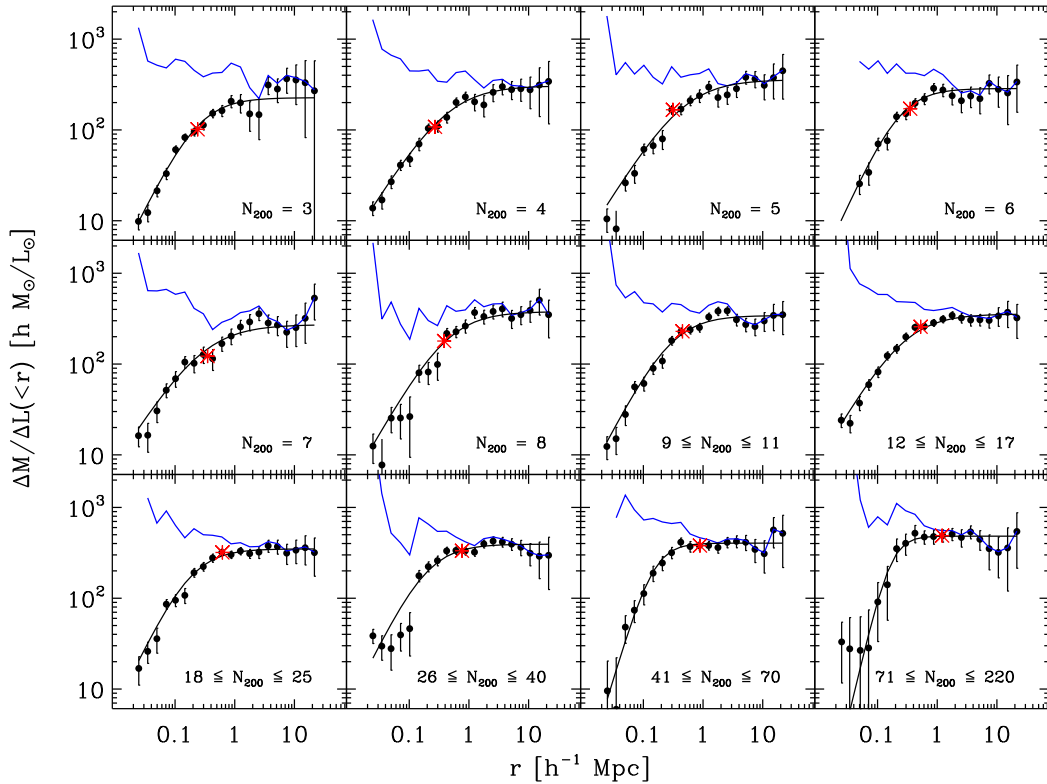 10³
10²
10
N₂₀₀ = 3
N₂₀₀ = 4
N₂₀₀ = 5
N₂₀₀ = 6
10³
10²
10
N₂₀₀ = 7
N₂₀₀ = 8
9 ≦ N₂₀₀ ≦ 11
12 ≦ N₂₀₀ ≦ 17
10³
10²
10
18 ≦ N₂₀₀ ≦ 25
26 ≦ N₂₀₀ ≦ 40
41 ≦ N₂₀₀ ≦ 70
71 ≦ N₂₀₀ ≦ 220
0.1 1 10 0.1 1 10 0.1 1 10 0.1 1 10
ΔM/ΔL(<r) [h M⊙/L⊙]
r [h⁻¹ Mpc]